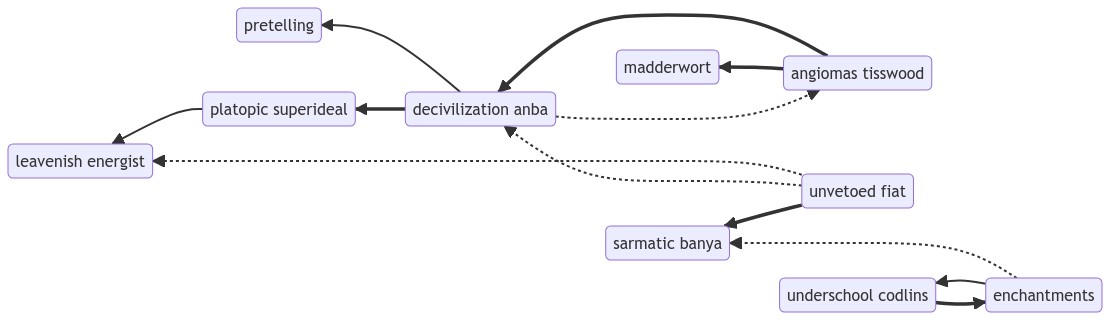 pretelling
madderwort
angiomas tisswood
platopic superideal
decivilization anba
leavenish energist
unvetoed fiat
sarmatic banya
underschool codlins
enchantments